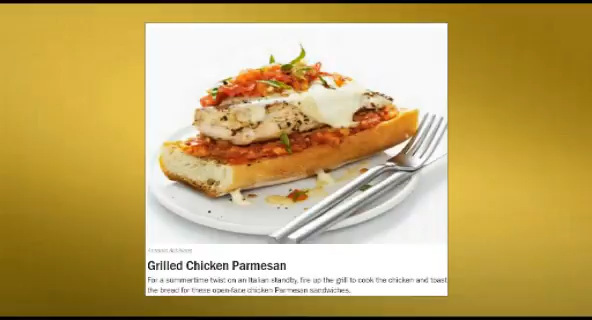 Grilled Chicken Parmesan
For a summertime twist on an Italian standby, fire up the grill to cook the chicken and toast
the bread for these open-face chicken Parmesan sandwiches.